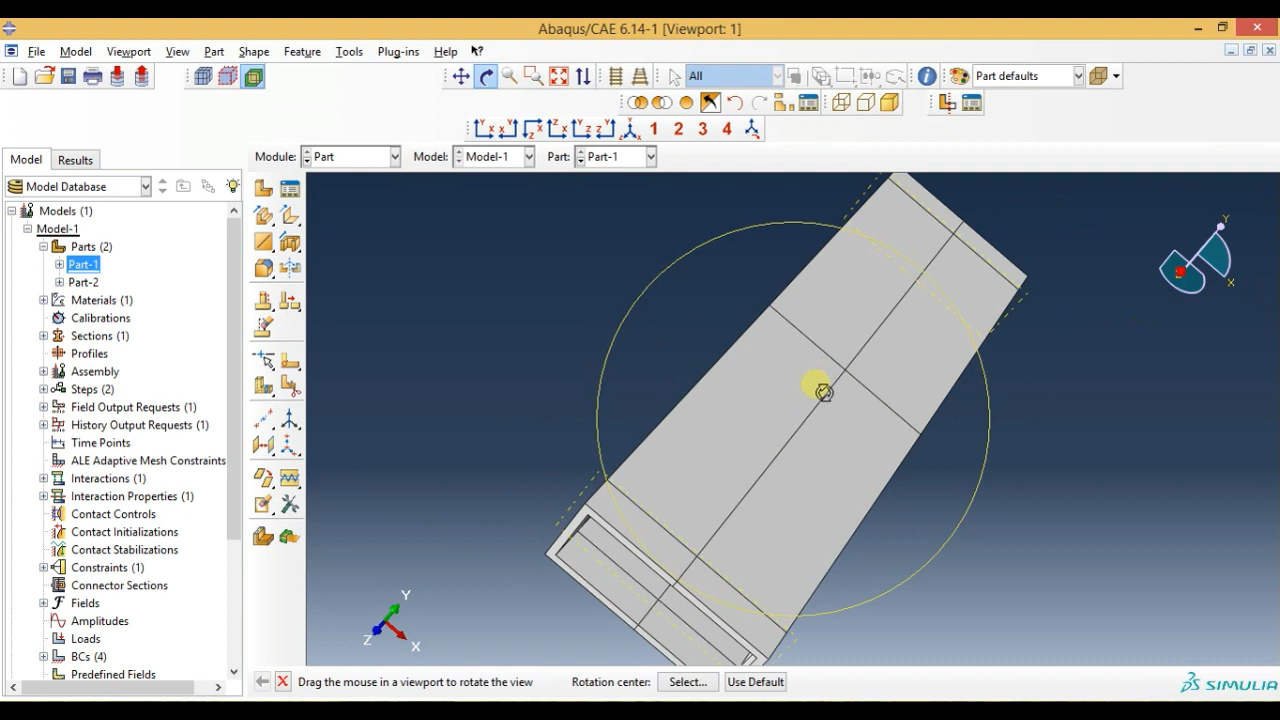 Abaqus/CAE 6.14-1 [Viewport: 1]
File Model Viewport View Part Shape Feature Tools Plug-ins Help
All
Part defaults
1 2 3 4
Model Results
Module: Part Model: Model-1 Part: Part-1
Model Database
Models (1)
Model-1
Parts (2)
Part-1
Part-2
Materials (1)
Calibrations
Sections (1)
Profiles
Assembly
Steps (2)
Field Output Requests (1)
History Output Requests (1)
Time Points
ALE Adaptive Mesh Constraints
Interactions (1)
Interaction Properties (1)
Contact Controls
Contact Initializations
Contact Stabilizations
Constraints (1)
Connector Sections
Fields
Amplitudes
Loads
BCs (4)
Predefined Fields
Y
X
Y
Z
X
Drag the mouse in a viewport to rotate the view Rotation center: Select... Use Default
SIMULIA